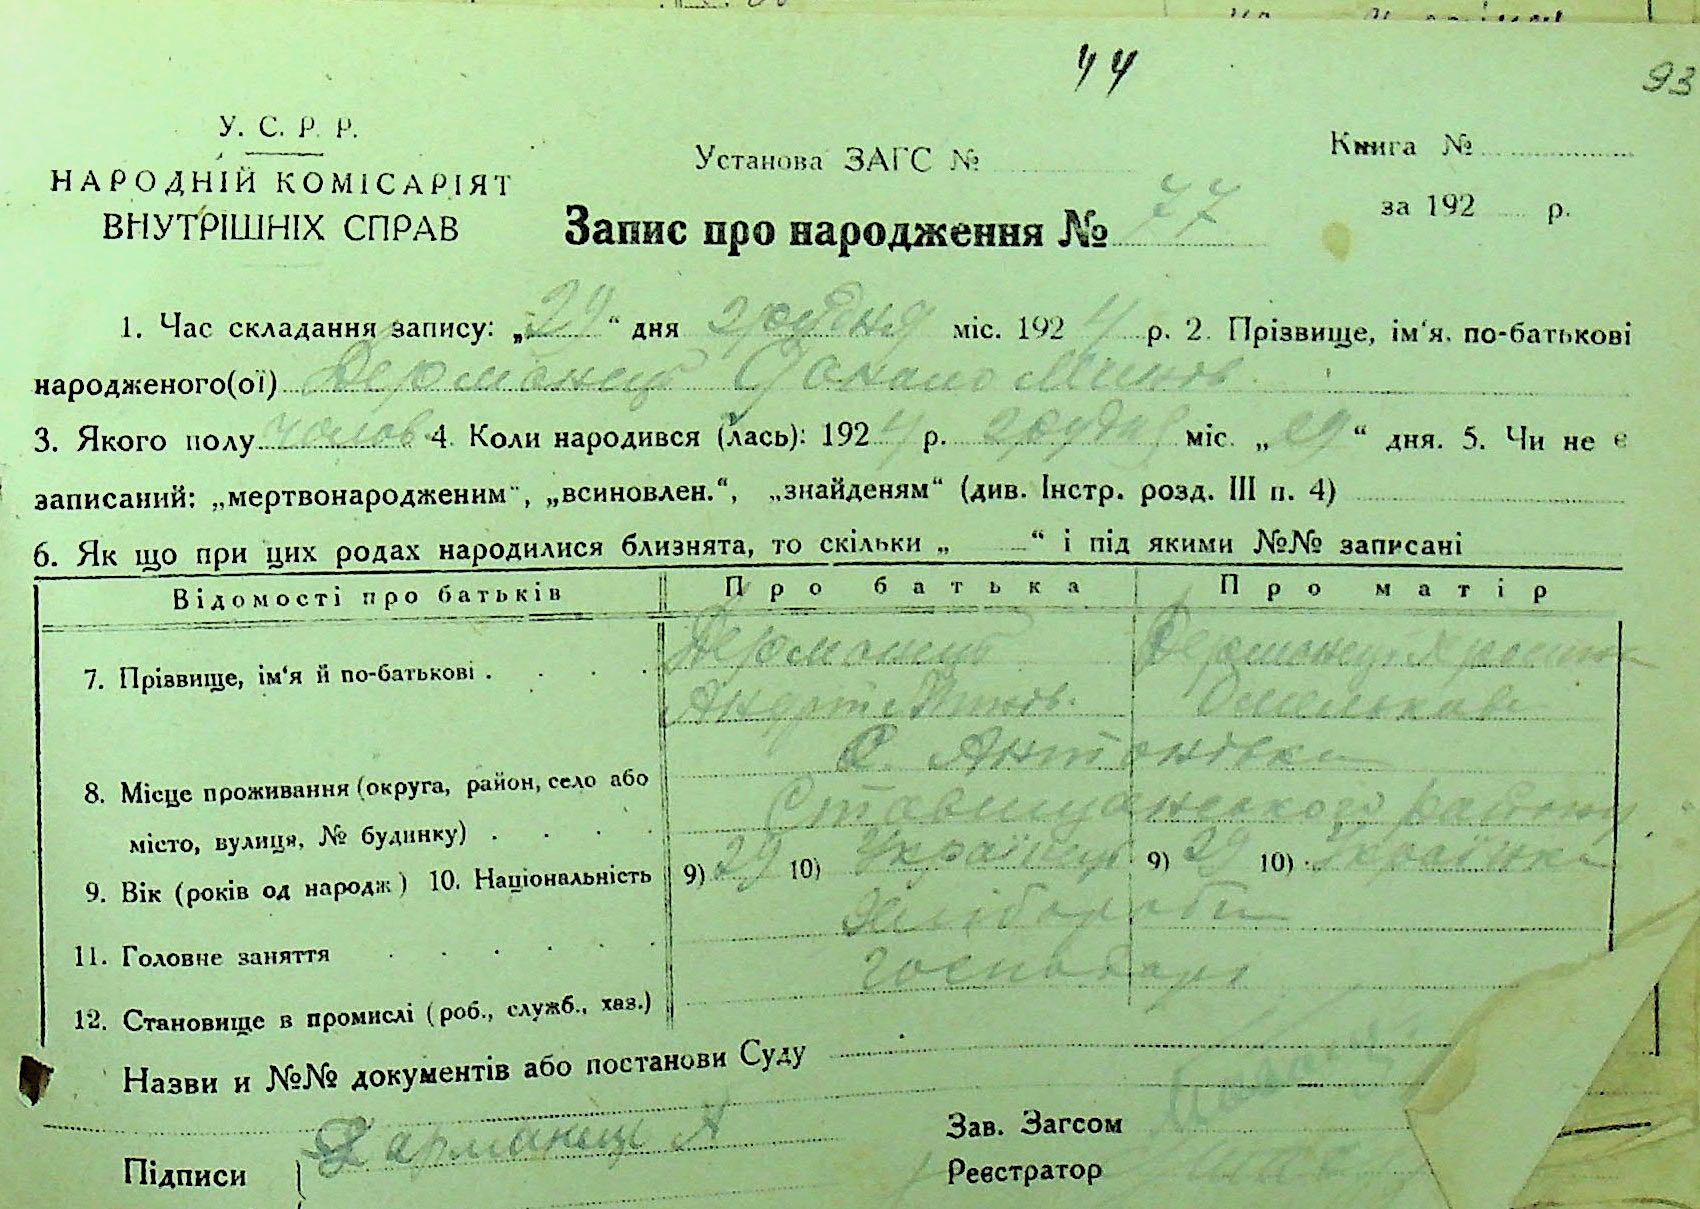 44
93
У. С. Р. Р.
НАРОДНІЙ КОМІСАРІЯТ
ВНУТРІШНІХ СПРАВ
Установа ЗАГС №
Книга №
за 192 р.
Запис про народження № 77
1. Час складання запису: „29“ дня грудня міс. 1924 р. 2. Прізвище, ім‘я, по-батькові
народженого(ої) Дерманець
3. Якого полу чолов 4. Коли народився (лась): 1924 р. грудня міс. „29“ дня. 5. Чи не є
записаний: „мертвонародженим“, „всиновлен.“, „знайденям“ (див. Інстр. розд. III п. 4)
6. Як що при цих родах народилися близнята, то скільки „ —“ і під якими №№ записані
Відомості про батьків Про батька Про матір
7. Прізвище, ім‘я й по-батькові . . . . Дерманець Дерманець
Андрій
8. Місце проживання (округа, район, село або С. Антонівка
місто, вулиця, № будинку) . . . . Ставищанського району
9. Вік (років од народж) 10. Національність 9) 29 10) Українець 9) 29 10) Українка
11. Головне заняття . . . . . Хлібороби
12. Становище в промислі (роб., служб., хаз.) господарі
Назви и №№ документів або постанови Суду
Зав. Загсом
Підписи Дарманець А
Реєстратор